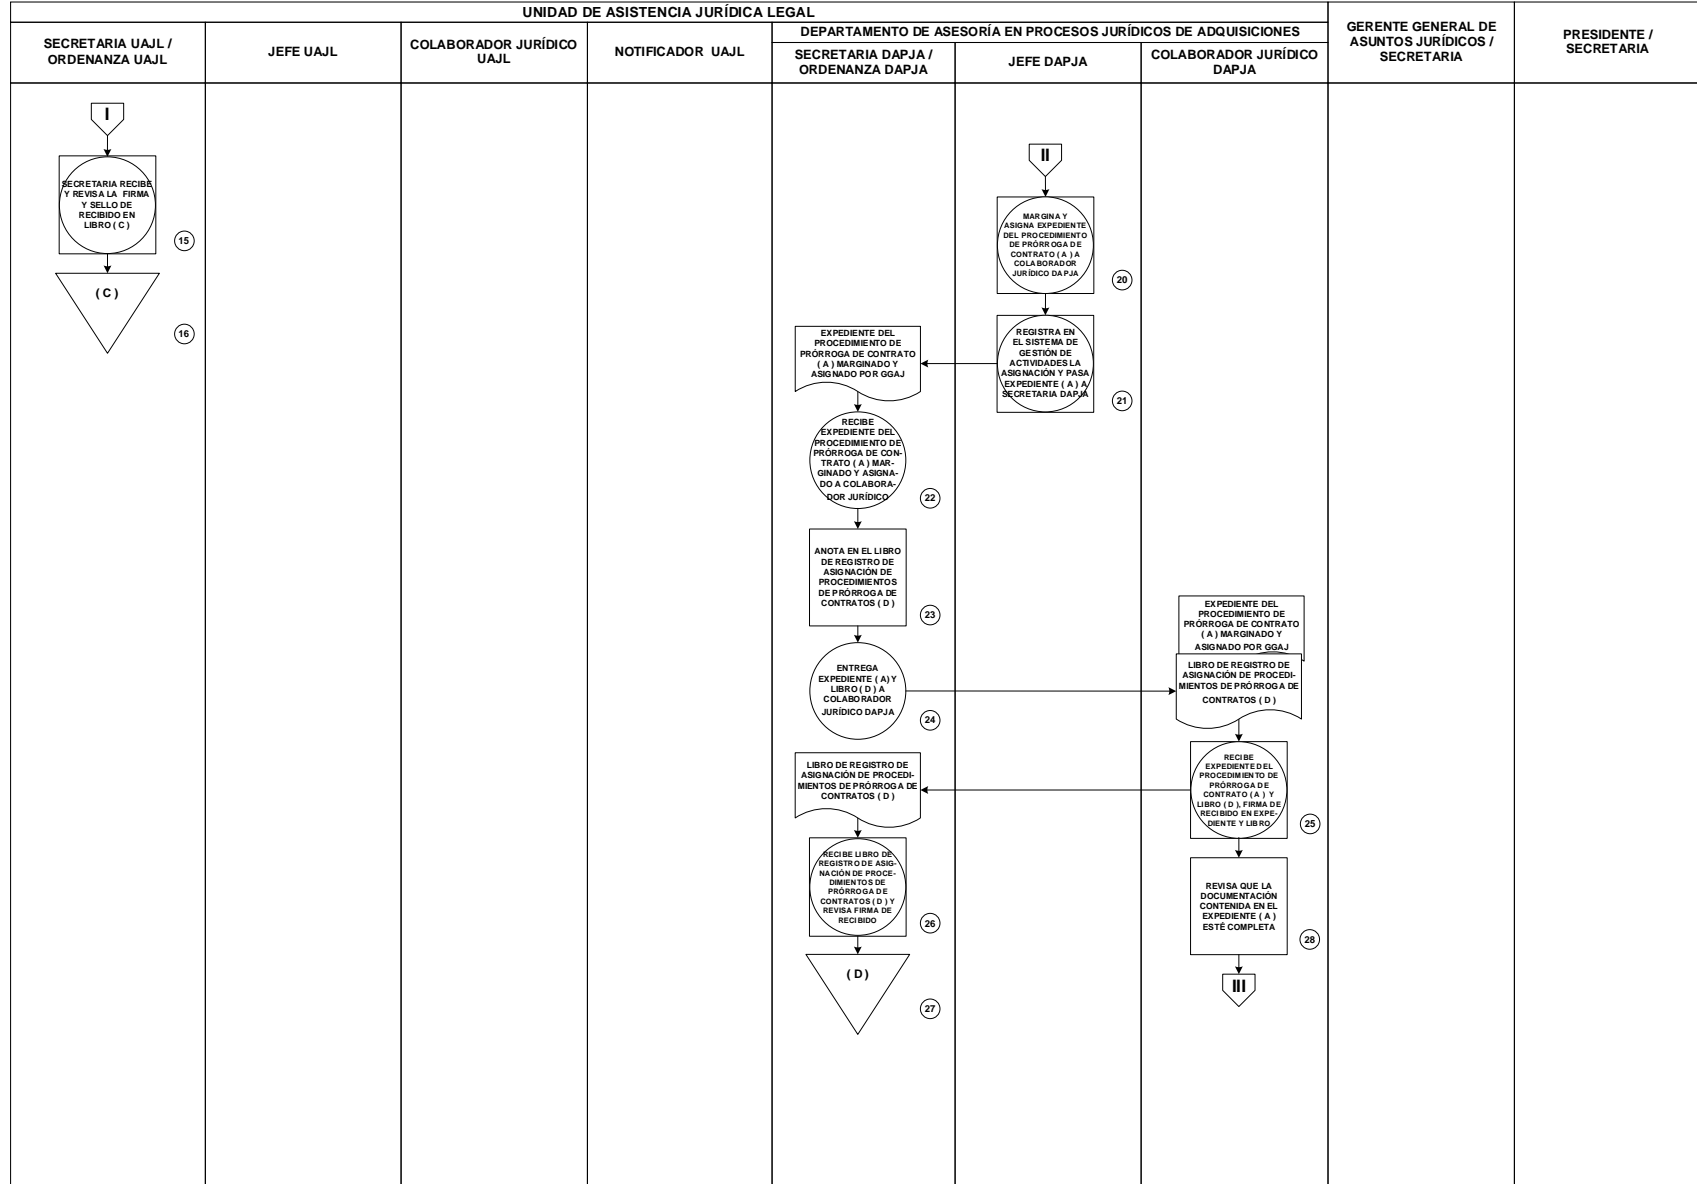 UNIDAD DE ASISTENCIA JURÍDICA LEGAL
SECRETARIA UAJL /
ORDENANZA UAJL
JEFE UAJL
COLABORADOR JURÍDICO
UAJL
NOTIFICADOR UAJL
DEPARTAMENTO DE ASESORÍA EN PROCESOS JURÍDICOS DE ADQUISICIONES
SECRETARIA DAPJA /
ORDENANZA DAPJA
JEFE DAPJA
COLABORADOR JURÍDICO
DAPJA
GERENTE GENERAL DE
ASUNTOS JURÍDICOS /
SECRETARIA
PRESIDENTE /
SECRETARIA
I
SECRETARIA RECIBE
Y REVISA LA FIRMA
Y SELLO DE
RECIBIDO EN
LIBRO ( C )
15
( C )
16
II
MARGINA Y
ASIGNA EXPEDIENTE
DEL PROCEDIMIENTO
DE PRÓRROGA DE
CONTRATO ( A ) A
COLABORADOR
JURÍDICO DAPJA
20
REGISTRA EN
EL SISTEMA DE
GESTIÓN DE
ACTIVIDADES LA
ASIGNACIÓN Y PASA
EXPEDIENTE ( A ) A
SECRETARIA DAPJA
21
EXPEDIENTE DEL
PROCEDIMIENTO DE
PRÓRROGA DE CONTRATO
( A ) MARGINADO Y
ASIGNADO POR GGAJ
RECIBE
EXPEDIENTE DEL
PROCEDIMIENTO DE
PRÓRROGA DE CON-
TRATO ( A ) MAR-
GINADO Y ASIGNA-
DO A COLABORA-
DOR JURÍDICO
22
ANOTA EN EL LIBRO
DE REGISTRO DE
ASIGNACIÓN DE
PROCEDIMIENTOS
DE PRÓRROGA DE
CONTRATOS ( D )
23
ENTREGA
EXPEDIENTE ( A) Y
LIBRO ( D ) A
COLABORADOR
JURÍDICO DAPJA
24
EXPEDIENTE DEL
PROCEDIMIENTO DE
PRÓRROGA DE CONTRATO
( A ) MARGINADO Y
ASIGNADO POR GGAJ
LIBRO DE REGISTRO DE
ASIGNACIÓN DE PROCEDI-
MIENTOS DE PRÓRROGA DE
CONTRATOS ( D )
RECIBE
EXPEDIENTE DEL
PROCEDIMIENTO DE
PRÓRROGA DE
CONTRATO ( A ) Y
LIBRO ( D ), FIRMA DE
RECIBIDO EN EXPE-
DIENTE Y LIBRO
25
LIBRO DE REGISTRO DE
ASIGNACIÓN DE PROCEDI-
MIENTOS DE PRÓRROGA DE
CONTRATOS ( D )
RECIBE LIBRO DE
REGISTRO DE ASIG-
NACIÓN DE PROCE-
DIMIENTOS DE
PRÓRROGA DE
CONTRATOS ( D ) Y
REVISA FIRMA DE
RECIBIDO
26
( D )
27
REVISA QUE LA
DOCUMENTACIÓN
CONTENIDA EN EL
EXPEDIENTE ( A )
ESTÉ COMPLETA
28
III